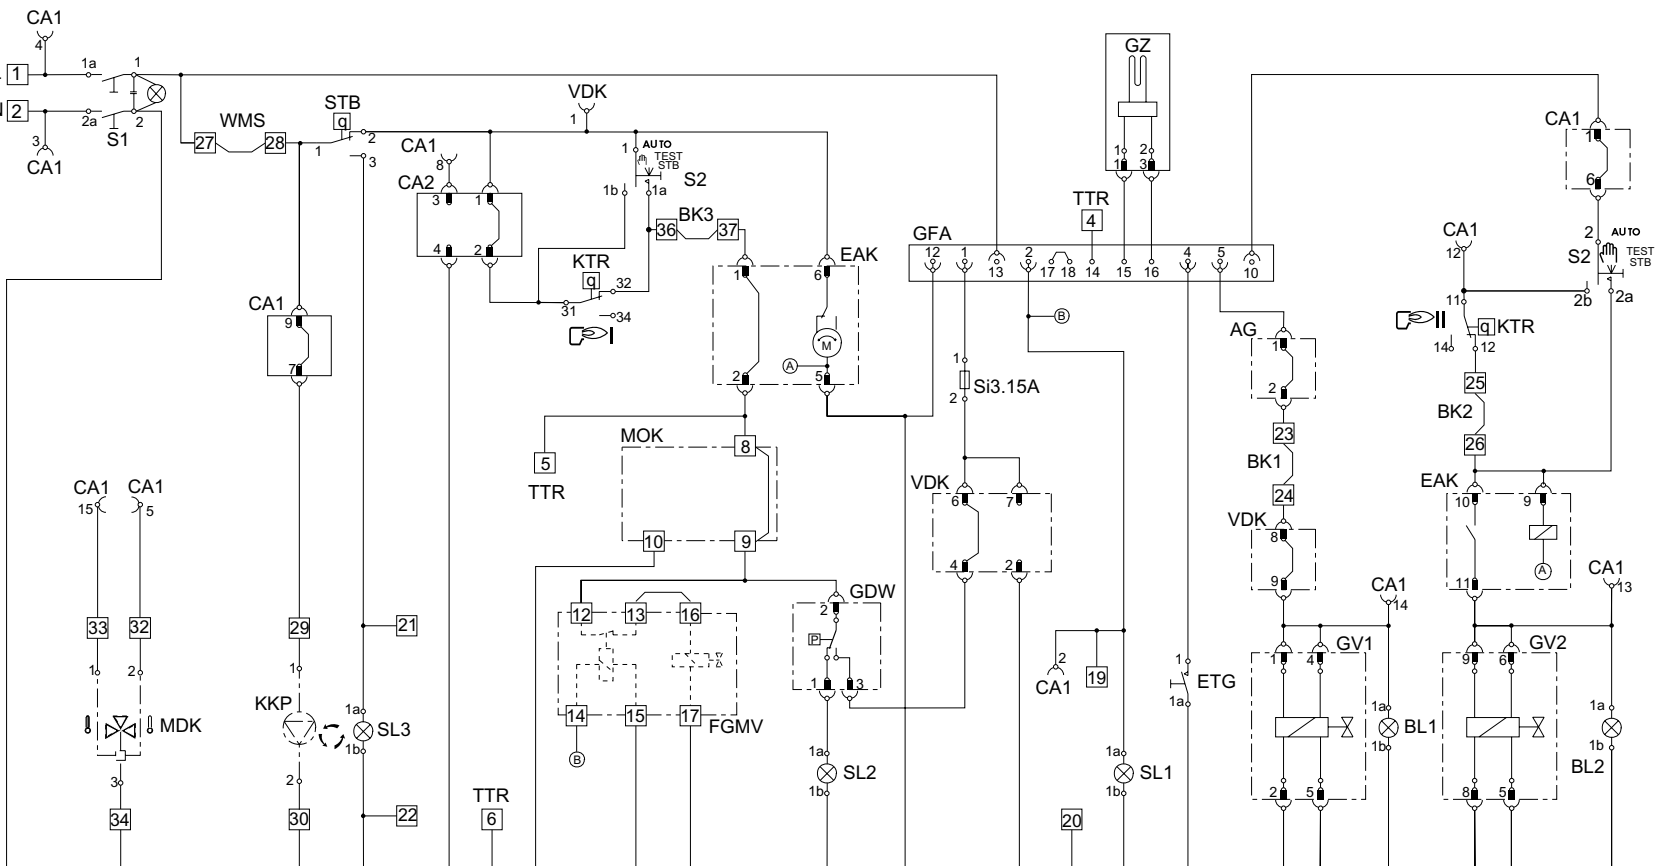 CA1
4
1
1a
1
2
2a
2
S1
3
CA1
27
WMS
28
STB
q
1
2
3
VDK
1
CA1
8
CA2
3
1
4
2
1
AUTO
TEST
STB
S2
1b
1a
36
BK3
37
KTR
q
32
31
34
I
EAK
1
6
M
A
2
5
GZ
1
2
1
3
TTR
4
GFA
12
1
13
2
17
18
14
15
16
4
5
10
B
CA1
1
6
2
AUTO
S2
TEST
STB
2b
2a
CA1
12
11
II
q
KTR
14
12
25
BK2
26
AG
1
2
23
BK1
24
VDK
8
9
CA1
9
7
1
Si3.15A
2
MOK
8
5
TTR
10
9
VDK
6
7
4
2
EAK
10
9
A
11
CA1
13
CA1
14
CA1
15
CA1
5
33
32
1
2
MDK
3
34
29
1
KKP
2
30
21
1a
SL3
1b
22
12
13
16
14
15
17
FGMV
B
TTR
6
GDW
2
P
1
3
1a
SL2
1b
2
CA1
19
1a
SL1
1b
20
1
ETG
1a
GV1
1
4
2
5
1a
BL1
1b
GV2
9
6
8
5
1a
1b
BL2